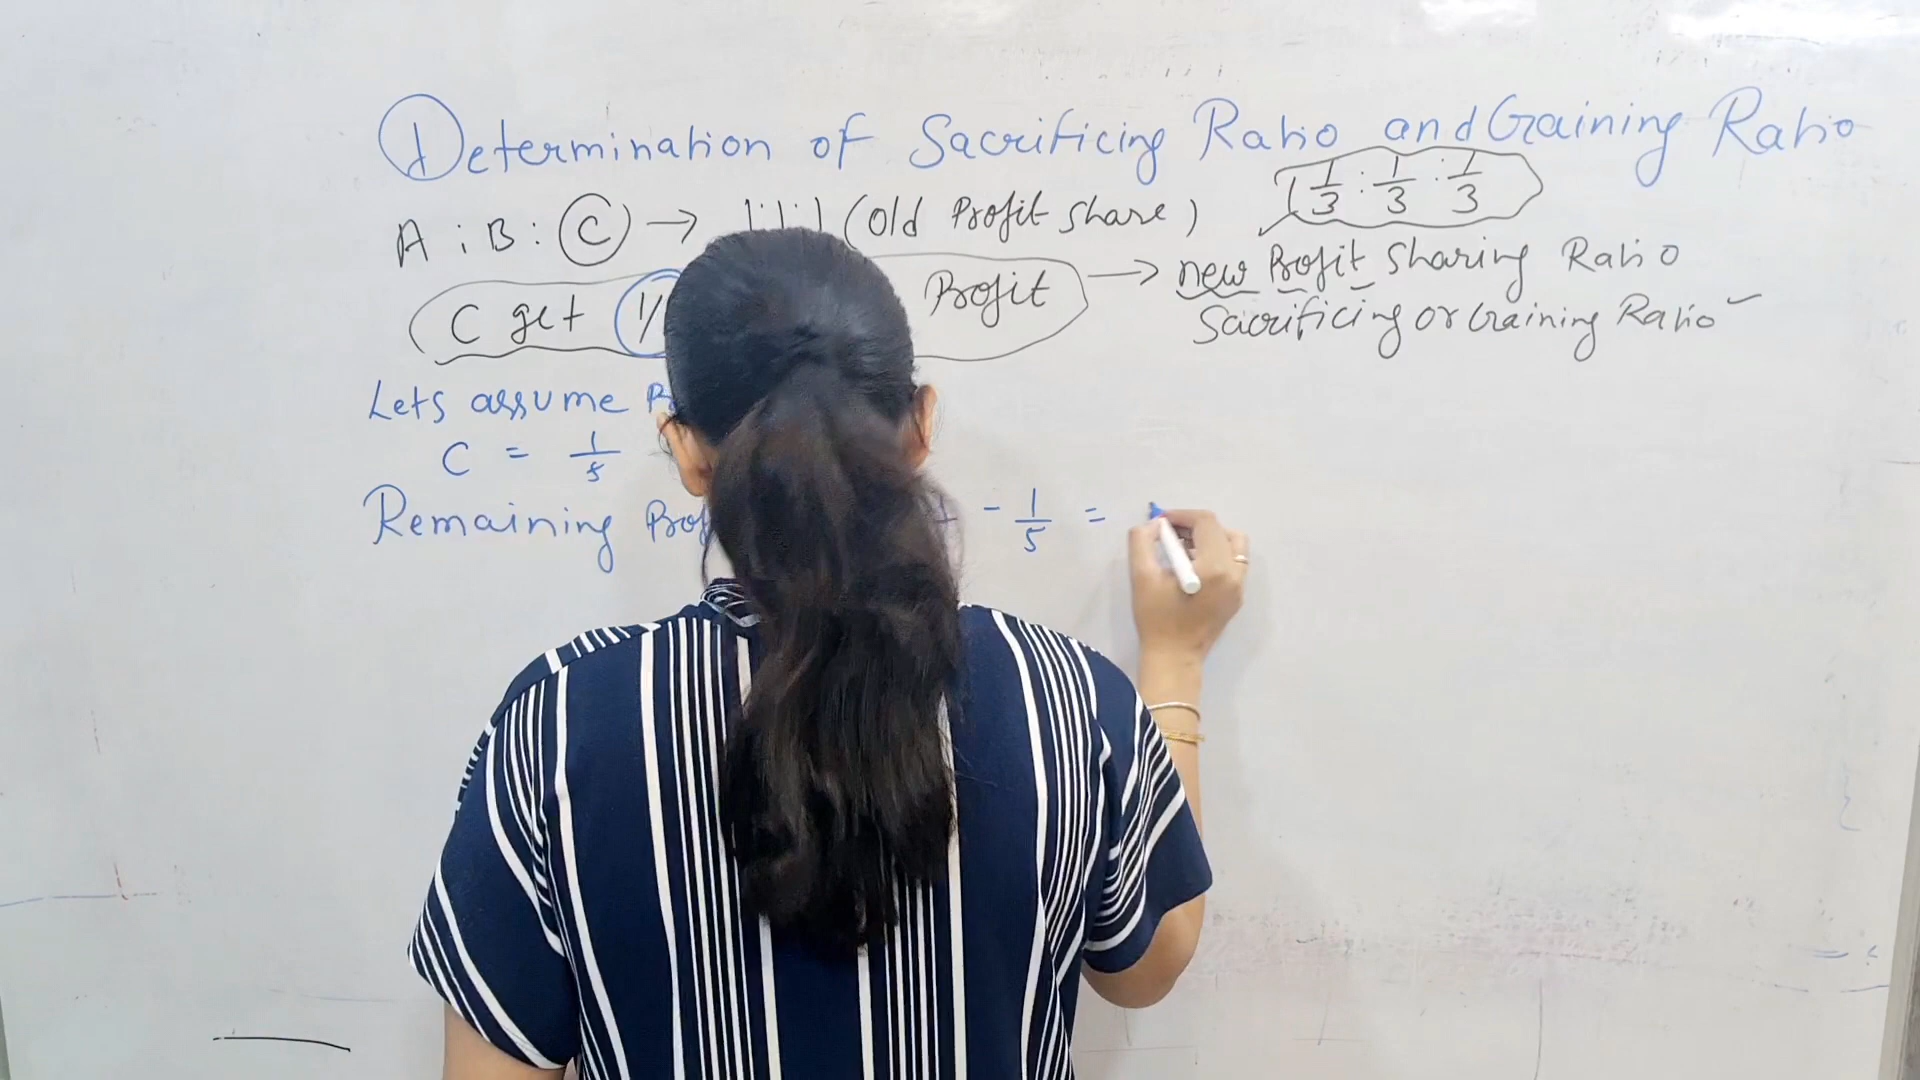 Determination of Sacrificing Ratio and Gaining Ratio
A : B : C → 1:1:1 (Old Profit Share) 1/3 : 1/3 : 1/3
C get Profit → new Profit Sharing Ratio
Sacrificing or Gaining Ratio ✓
Lets assume
C = 1/5
Remaining - 1/5 =